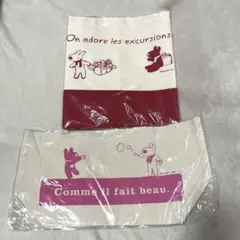 On adore les excursions
Comme il fait beau.